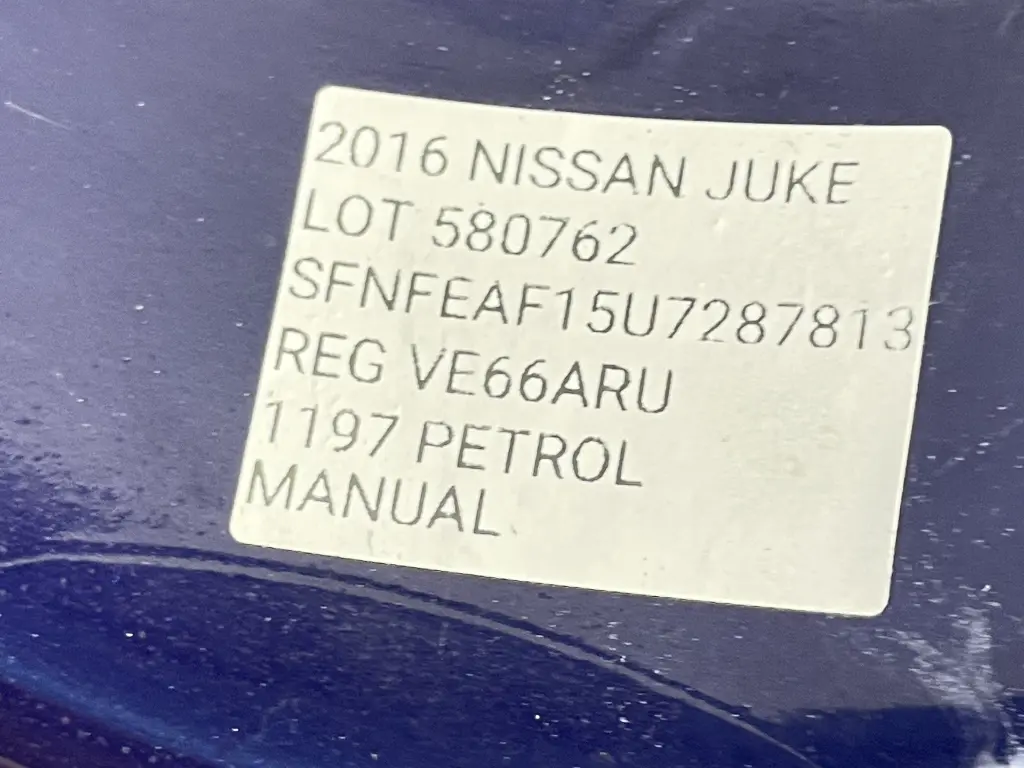 2016 NISSAN JUKE
LOT 580762
SFNFEAF15U7287813
REG VE66ARU
1197 PETROL
MANUAL